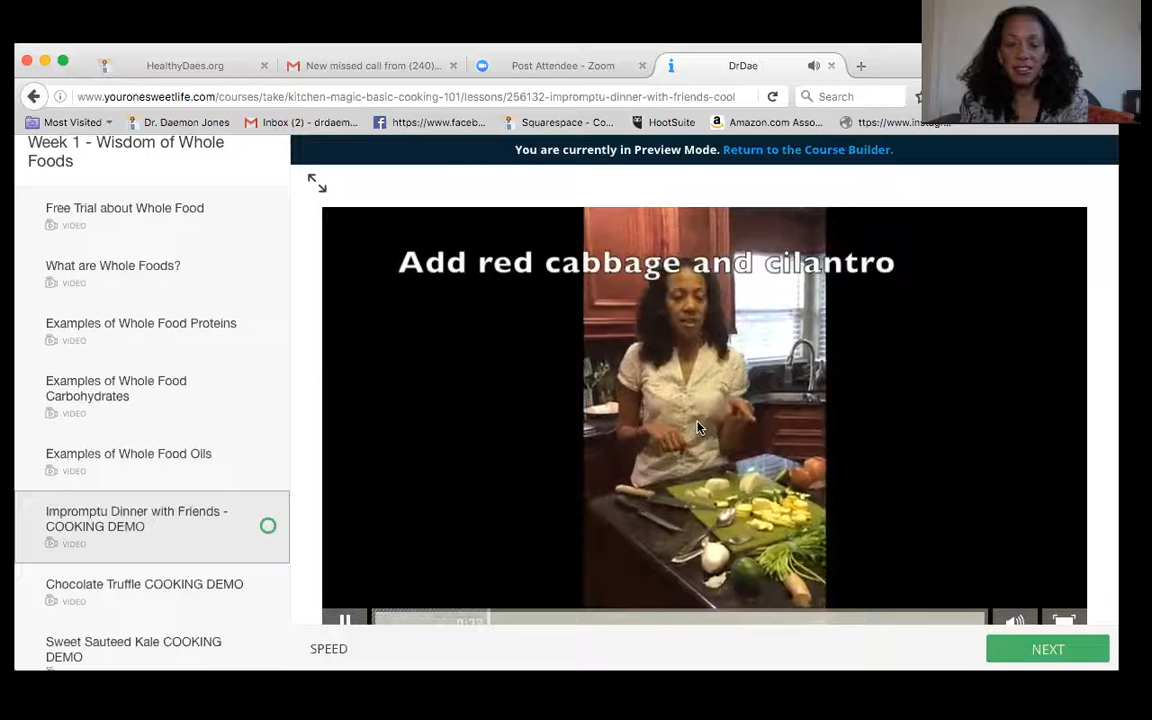 HealthyDaes.org
New missed call from (240)...
Post Attendee - Zoom
DrDae
www.youronesweetlife.com/courses/take/kitchen-magic-basic-cooking-101/lessons/256132-impromptu-dinner-with-friends-cool
Search
Most Visited
Dr. Daemon Jones
Inbox (2) - drdaem...
https://www.faceb...
Squarespace - Co...
HootSuite
Amazon.com Asso...
ttps://www.instag...
Week 1 - Wisdom of Whole
Foods
You are currently in Preview Mode. Return to the Course Builder.
Free Trial about Whole Food
VIDEO
What are Whole Foods?
VIDEO
Examples of Whole Food Proteins
VIDEO
Examples of Whole Food
Carbohydrates
VIDEO
Examples of Whole Food Oils
VIDEO
Impromptu Dinner with Friends -
COOKING DEMO
VIDEO
Chocolate Truffle COOKING DEMO
VIDEO
Sweet Sauteed Kale COOKING
DEMO
Add red cabbage and cilantro
SPEED
NEXT